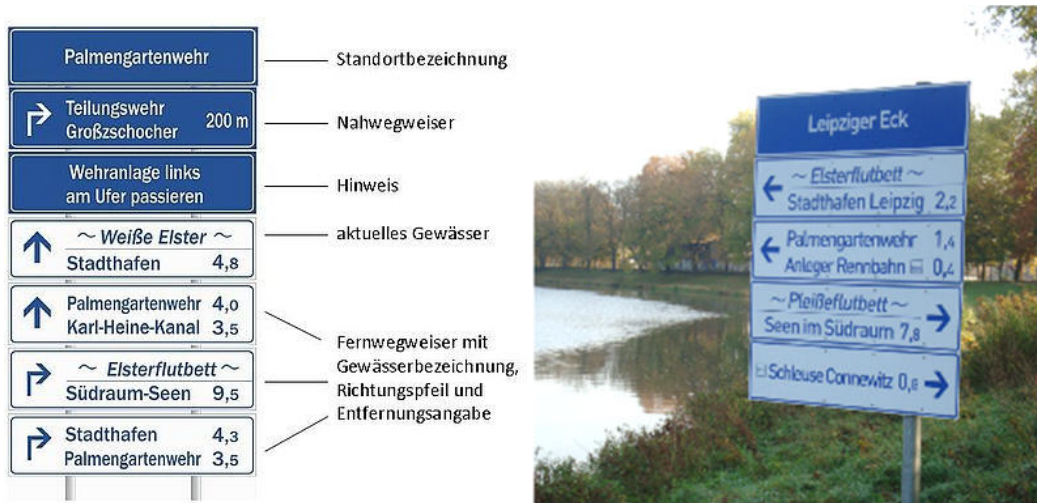 Palmengartenwehr
Teilungswehr
Großzschocher 200 m
Wehranlage links
am Ufer passieren
~ Weiße Elster ~
Stadthafen 4,8
Palmengartenwehr 4,0
Karl-Heine-Kanal 3,5
~ Elsterflutbett ~
Südraum-Seen 9,5
Stadthafen 4,3
Palmengartenwehr 3,5
Standortbezeichnung
Nahwegweiser
Hinweis
aktuelles Gewässer
Fernwegweiser mit
Gewässerbezeichnung,
Richtungspfeil und
Entfernungsangabe
Leipziger Eck
~ Elsterflutbett ~
Stadthafen Leipzig 2,2
Palmengartenwehr 1,4
Anleger Rennbahn 0,4
~ Pleißeflutbett ~
Seen im Südraum 7,8
Schleuse Connewitz 0,8